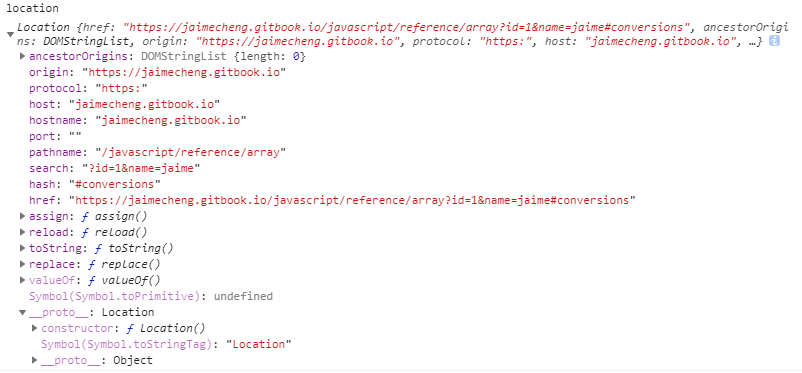 location
Location {href: "https://jaimecheng.gitbook.io/javascript/reference/array?id=1&name=jaime#conversions", ancestorOrigi
ns: DOMStringList, origin: "https://jaimecheng.gitbook.io", protocol: "https:", host: "jaimecheng.gitbook.io", …}
ancestorOrigins: DOMStringList {length: 0}
origin: "https://jaimecheng.gitbook.io"
protocol: "https:"
host: "jaimecheng.gitbook.io"
hostname: "jaimecheng.gitbook.io"
port: ""
pathname: "/javascript/reference/array"
search: "?id=1&name=jaime"
hash: "#conversions"
href: "https://jaimecheng.gitbook.io/javascript/reference/array?id=1&name=jaime#conversions"
assign: ƒ assign()
reload: ƒ reload()
toString: ƒ toString()
replace: ƒ replace()
valueOf: ƒ valueOf()
Symbol(Symbol.toPrimitive): undefined
__proto__: Location
constructor: ƒ Location()
Symbol(Symbol.toStringTag): "Location"
__proto__: Object